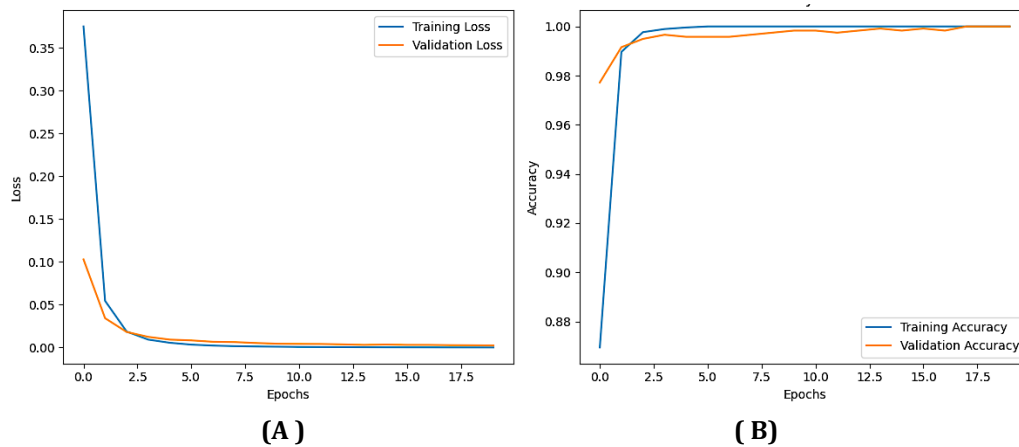 Training Loss
Validation Loss
0.35
0.30
0.25
0.20
0.15
0.10
0.05
0.00
Loss
0.0 2.5 5.0 7.5 10.0 12.5 15.0 17.5
Epochs
(A )
1.00
0.98
0.96
0.94
0.92
0.90
0.88
Accuracy
Training Accuracy
Validation Accuracy
0.0 2.5 5.0 7.5 10.0 12.5 15.0 17.5
Epochs
( B)